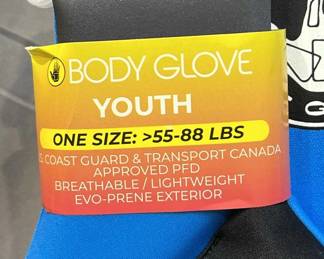 BODY GLOVE
YOUTH
ONE SIZE: >55-88 LBS
COAST GUARD & TRANSPORT CANADA
APPROVED PFD
BREATHABLE / LIGHTWEIGHT
EVO-PRENE EXTERIOR